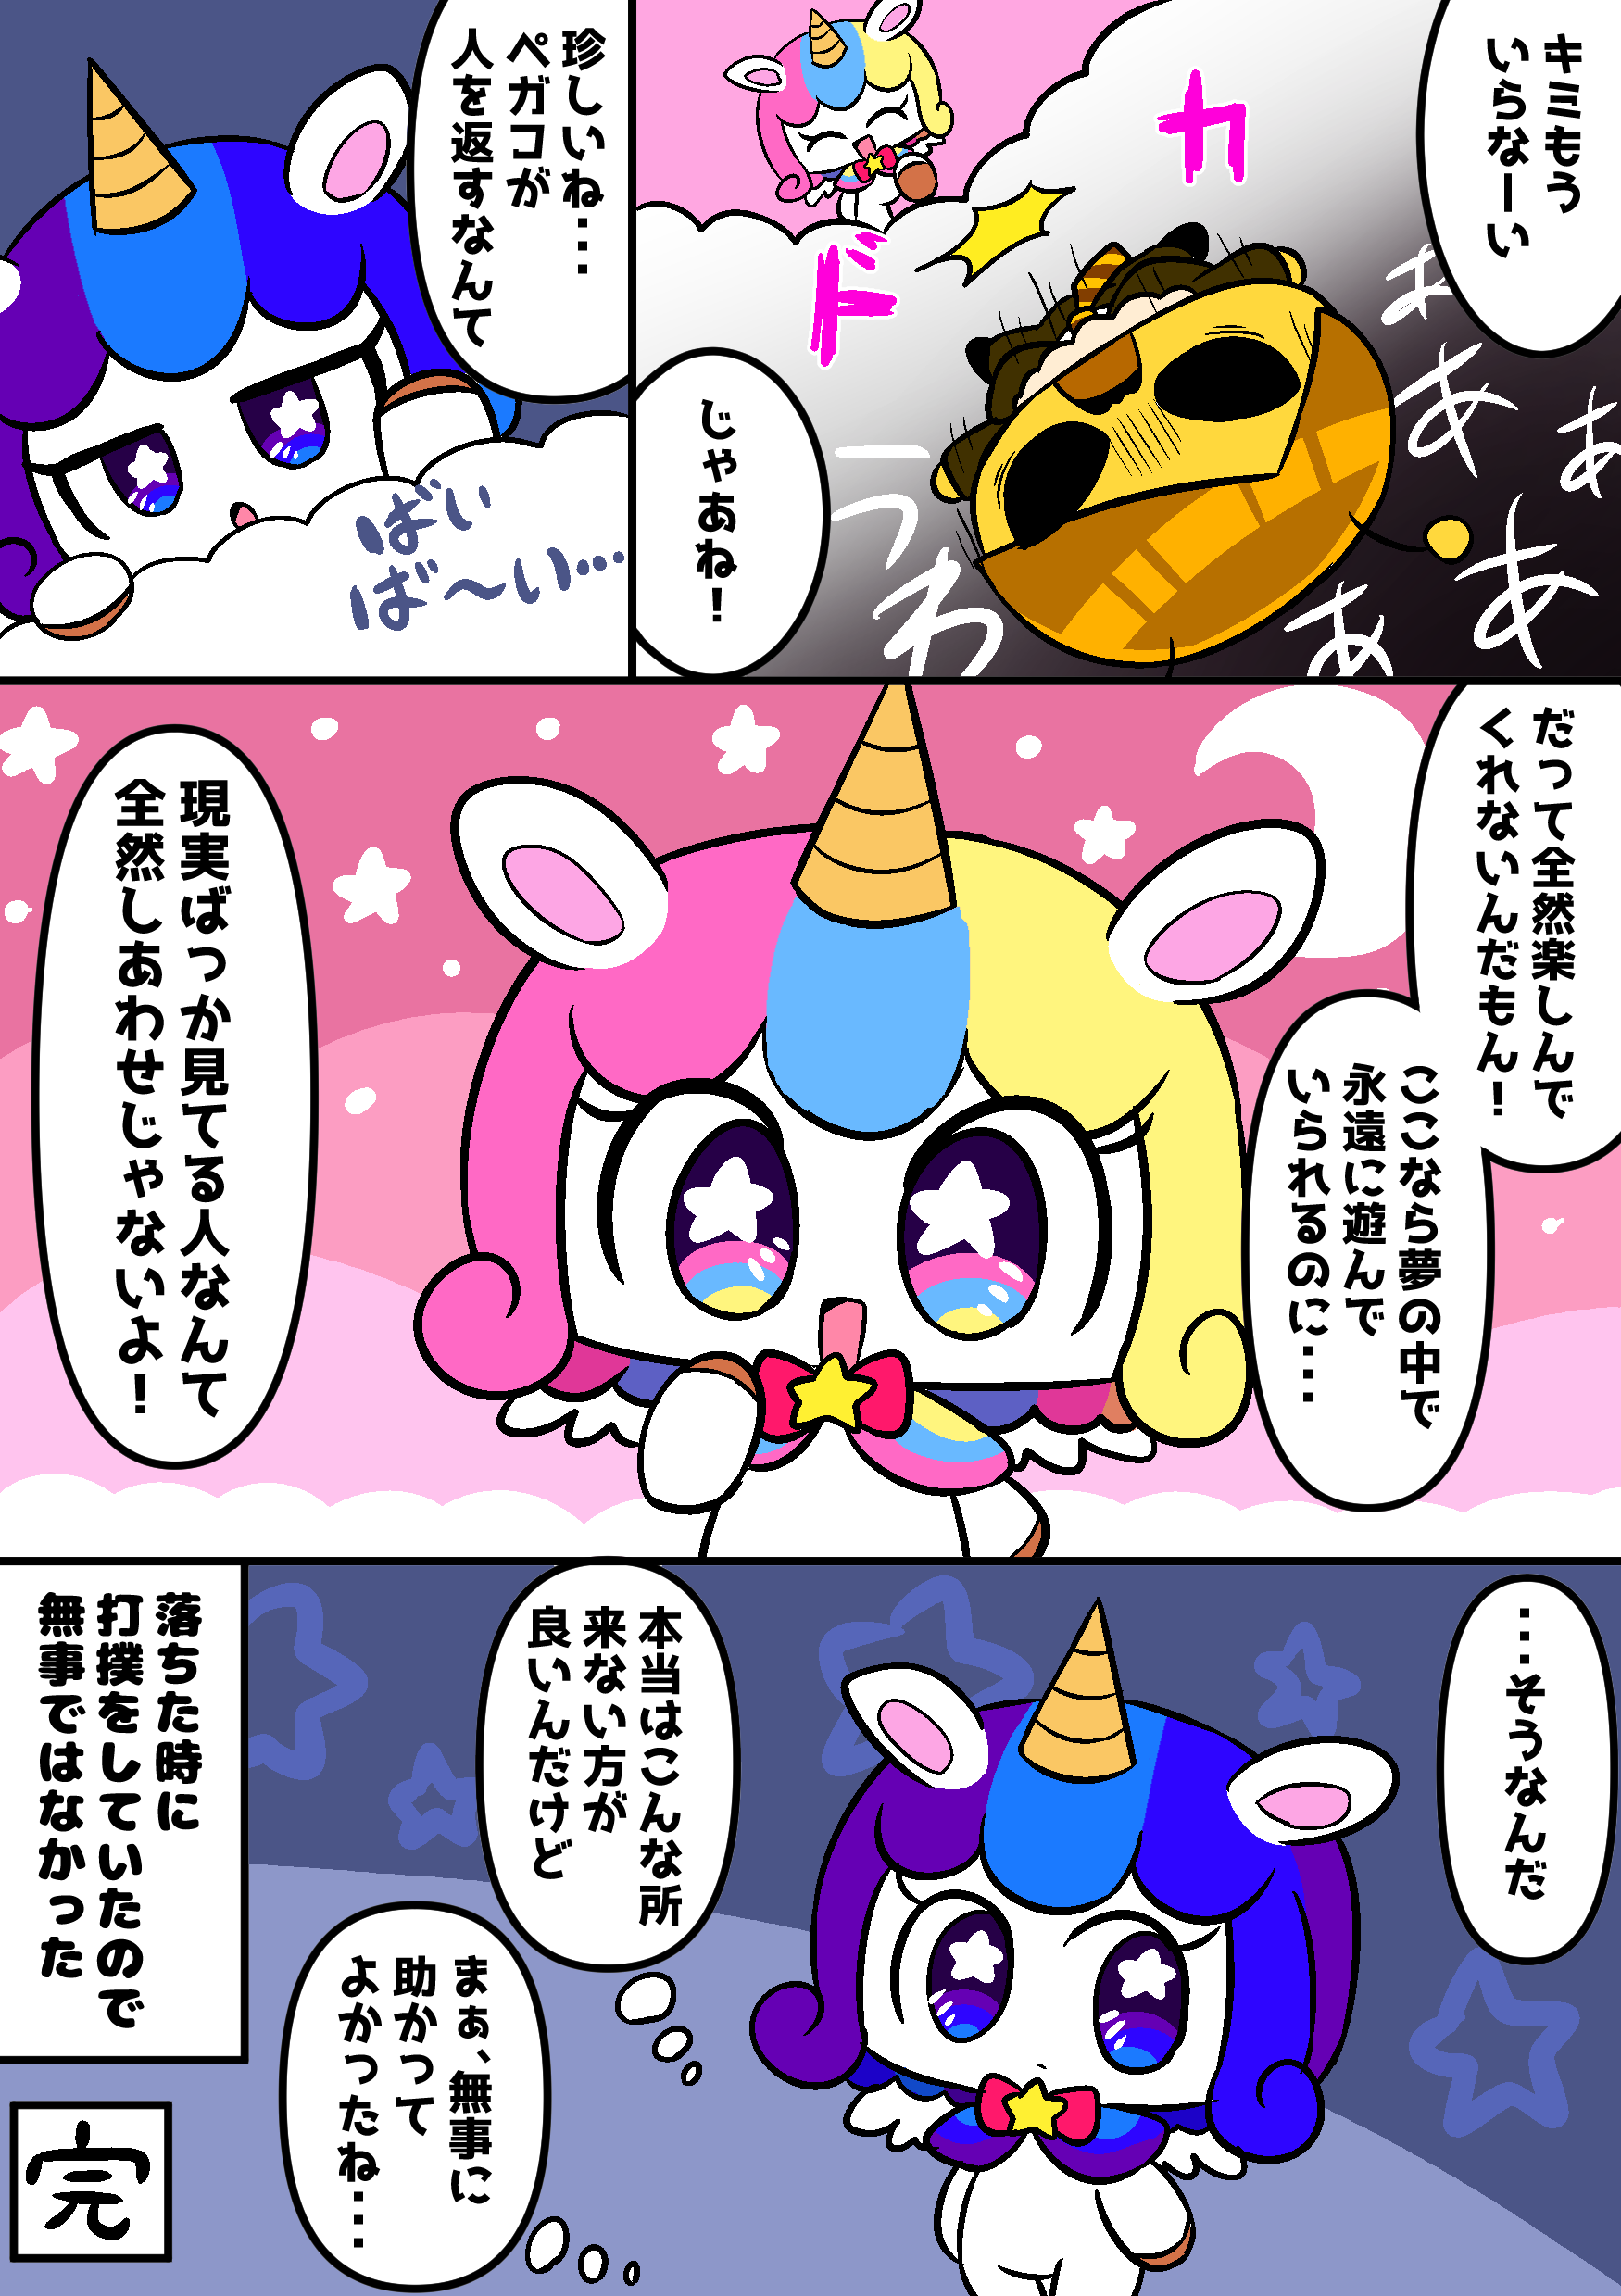 キミもう
いらなーい
カ
ド
うわ
ーっ
ああああああ
じゃあね！
珍しいね…
ペガコが
人を返すなんて
ばい
ば～い…
だって全然楽しんで
くれないんだもん！
ここなら夢の中で
永遠に遊んで
いられるのに…
現実ばっか見てる人なんて
全然しあわせじゃないよ！
…そうなんだ
本当はこんな所
来ない方が
良いんだけど
まぁ、無事に
助かって
よかったね…
落ちた時に
打撲をしていたので
無事ではなかった
完